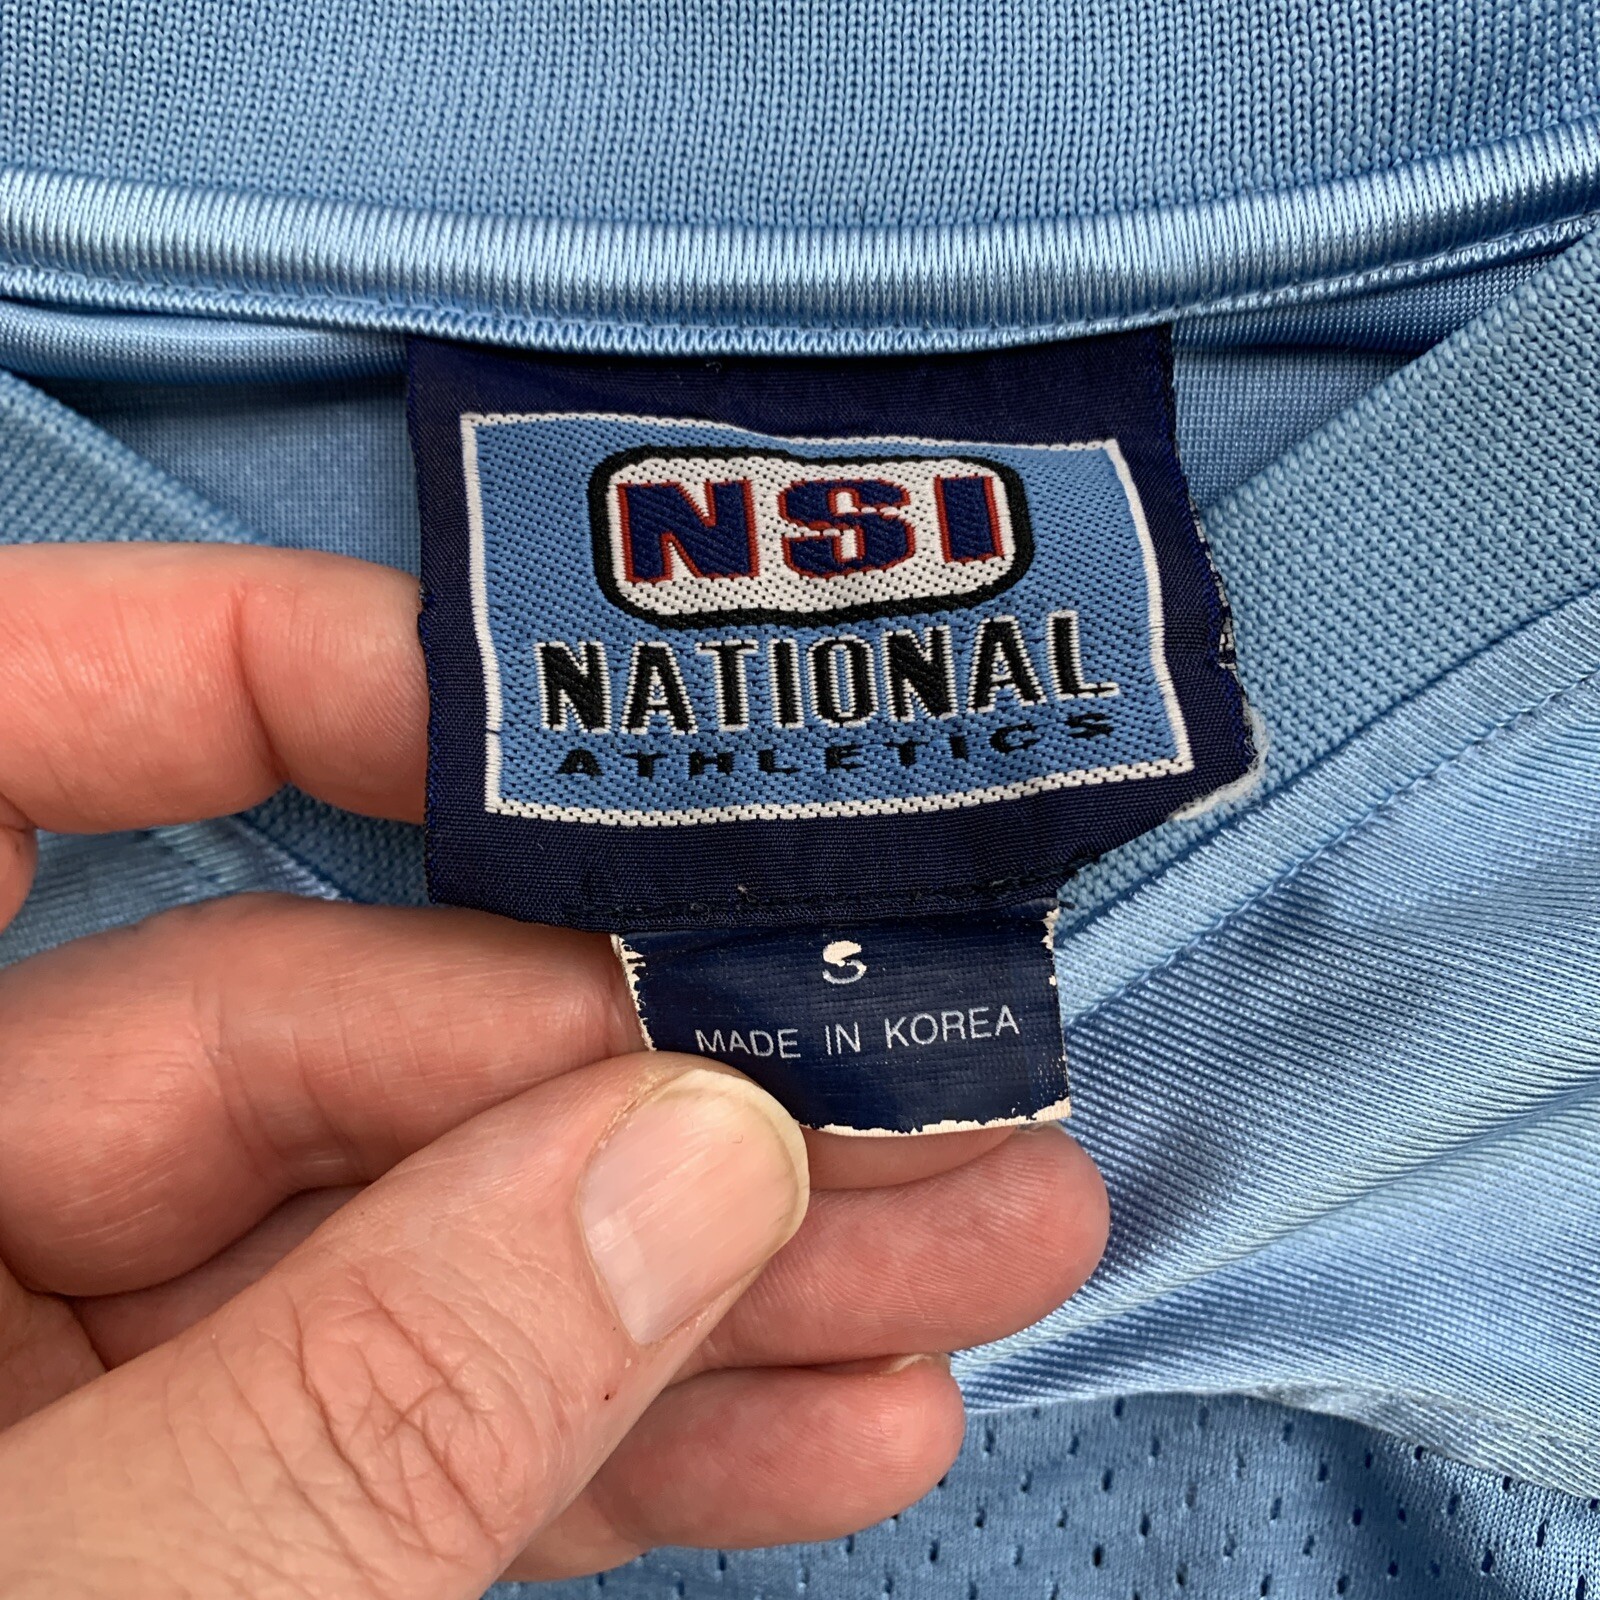 NSI
NATIONAL
ATHLETICS
S
MADE IN KOREA